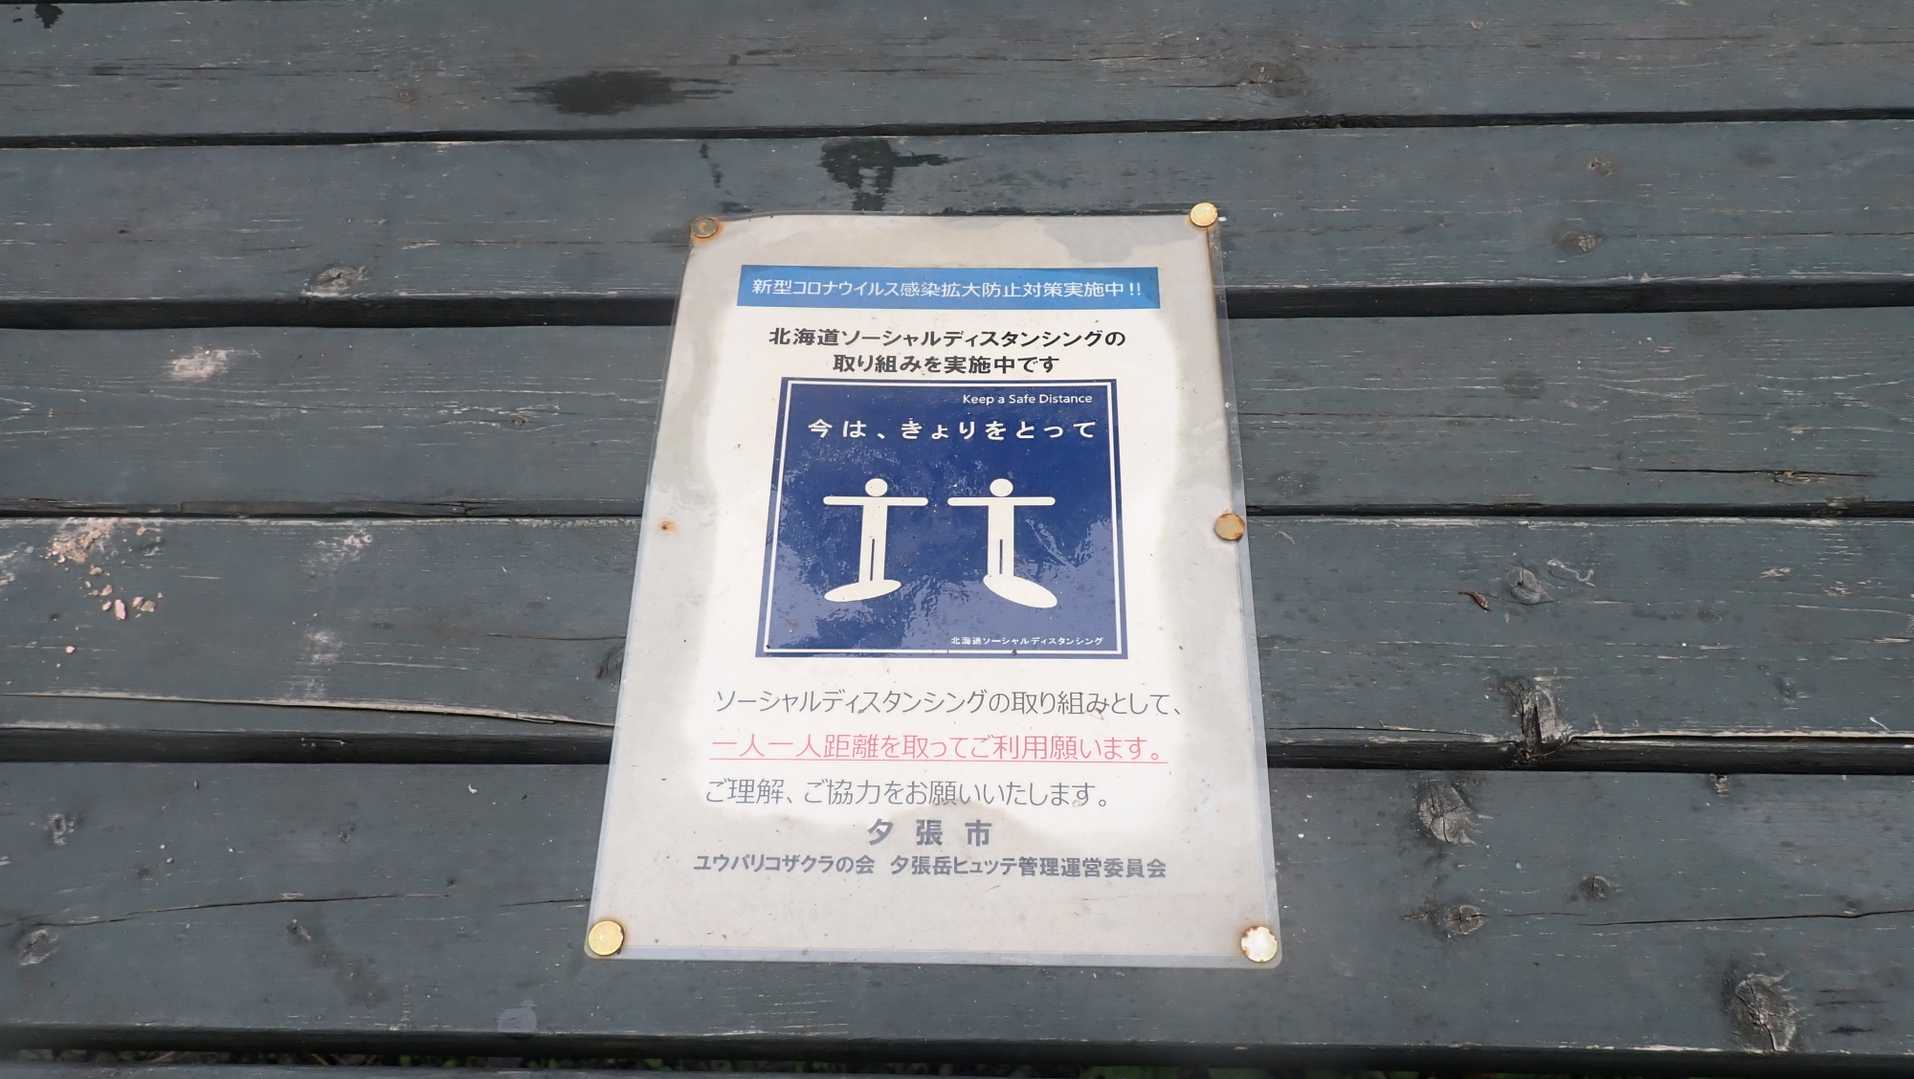 新型コロナウイルス感染拡大防止対策実施中!!
北海道ソーシャルディスタンシングの
取り組みを実施中です
Keep a Safe Distance
今は、きょりをとって
北海道ソーシャルディスタンシング
ソーシャルディスタンシングの取り組みとして、
一人一人距離を取ってご利用願います。
ご理解、ご協力をお願いいたします。
夕張市
ユウバリコザクラの会 夕張岳ヒュッテ管理運営委員会